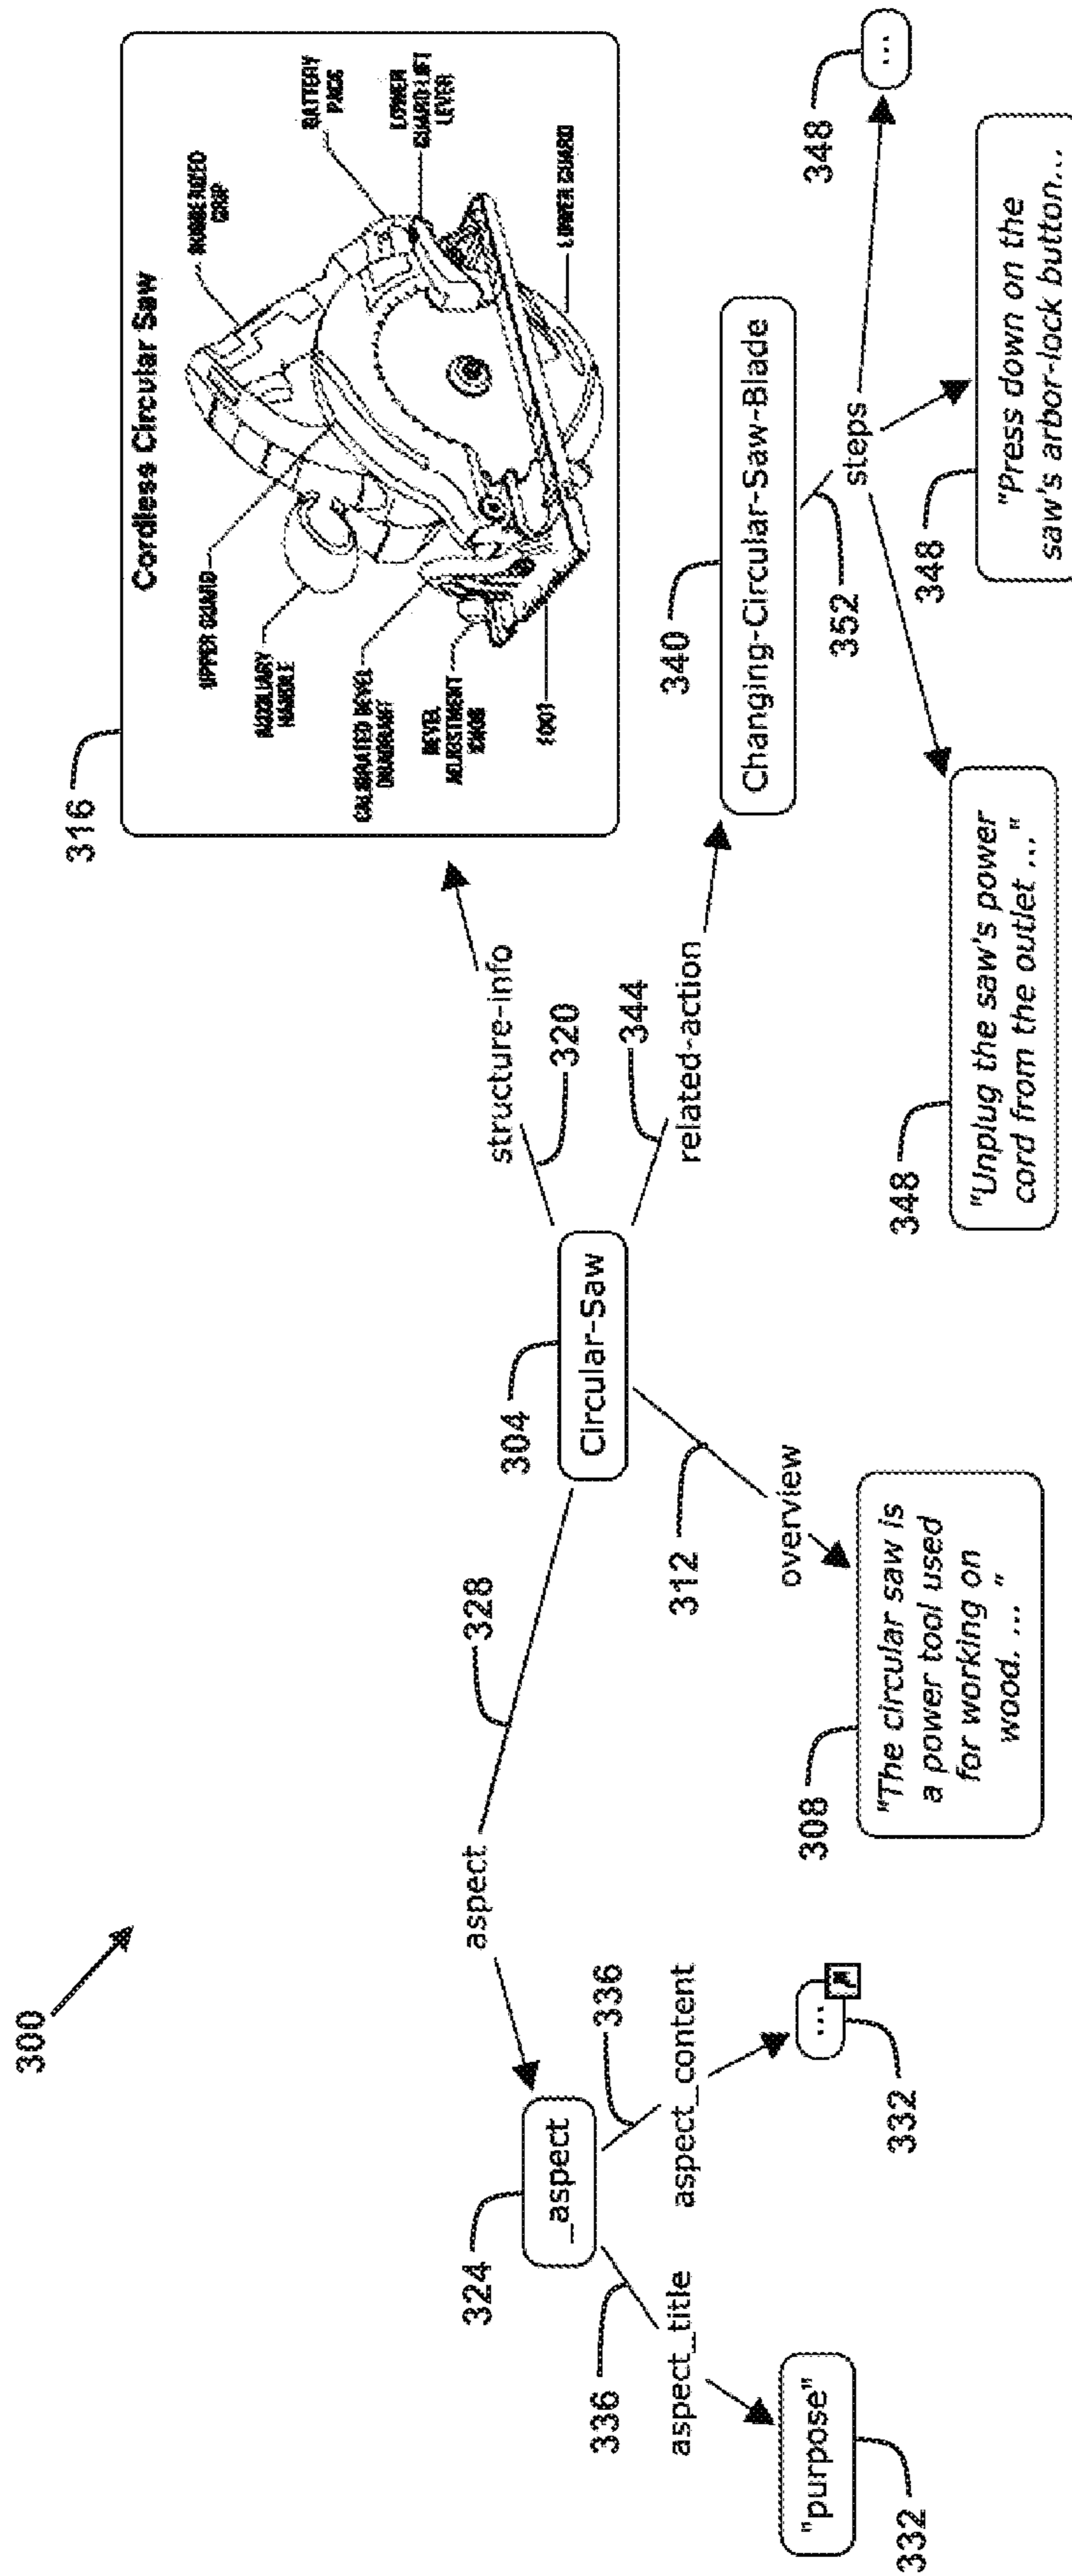 300
316
Cordless Circular Saw
RUBBERIZED
GRIP
UPPER GUARD
BATTERY
PACK
AUXILIARY
HANDLE
LOWER
GUARD LIFT
LEVER
CALIBRATED BEVEL
QUADRANT
BEVEL
ADJUSTMENT
KNOB
FOOT
LOWER GUARD
328
aspect
structure-info
320
324
_aspect
304
Circular-Saw
344
related-action
340
Changing-Circular-Saw-Blade
336
aspect_title
336
aspect_content
312
overview
352
steps
332
"purpose"
332
...
308
"The circular saw is
a power tool used
for working on
wood. ... "
348
"Unplug the saw's power
cord from the outlet ..."
348
"Press down on the
saw's arbor-lock button...
348
...